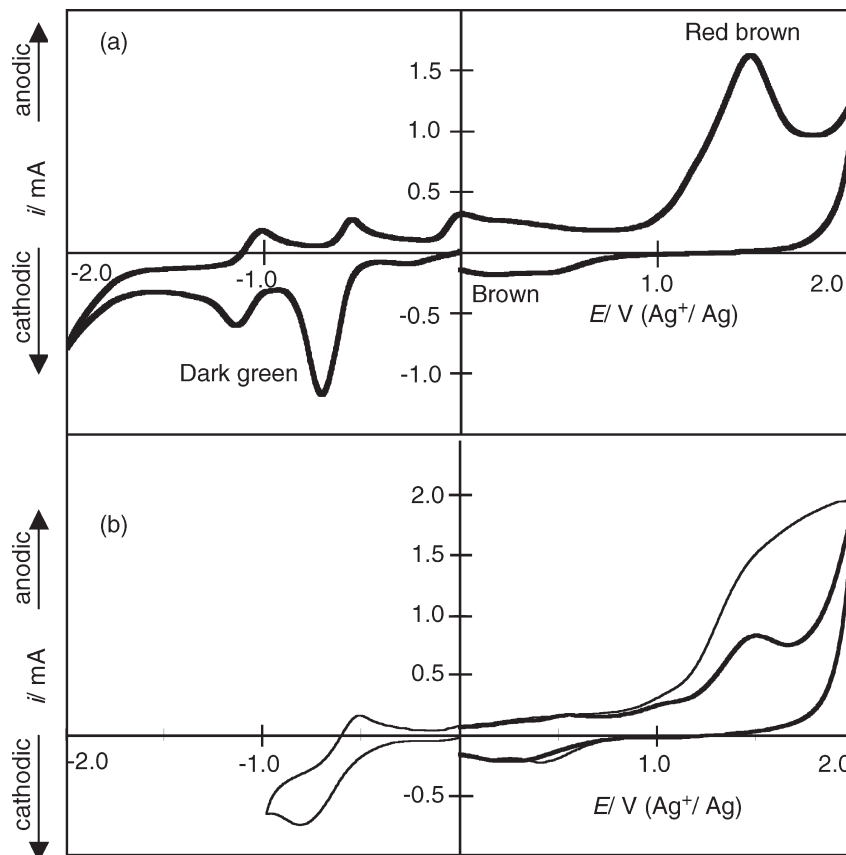 (a)
Red brown
anodic
i/ mA
cathodic
1.5
1.0
0.5
-2.0
-1.0
1.0
2.0
Brown
E/ V (Ag⁺/ Ag)
-0.5
Dark green
-1.0
(b)
anodic
i/ mA
cathodic
2.0
1.5
1.0
0.5
-2.0
-1.0
1.0
2.0
-0.5
E/ V (Ag⁺/ Ag)